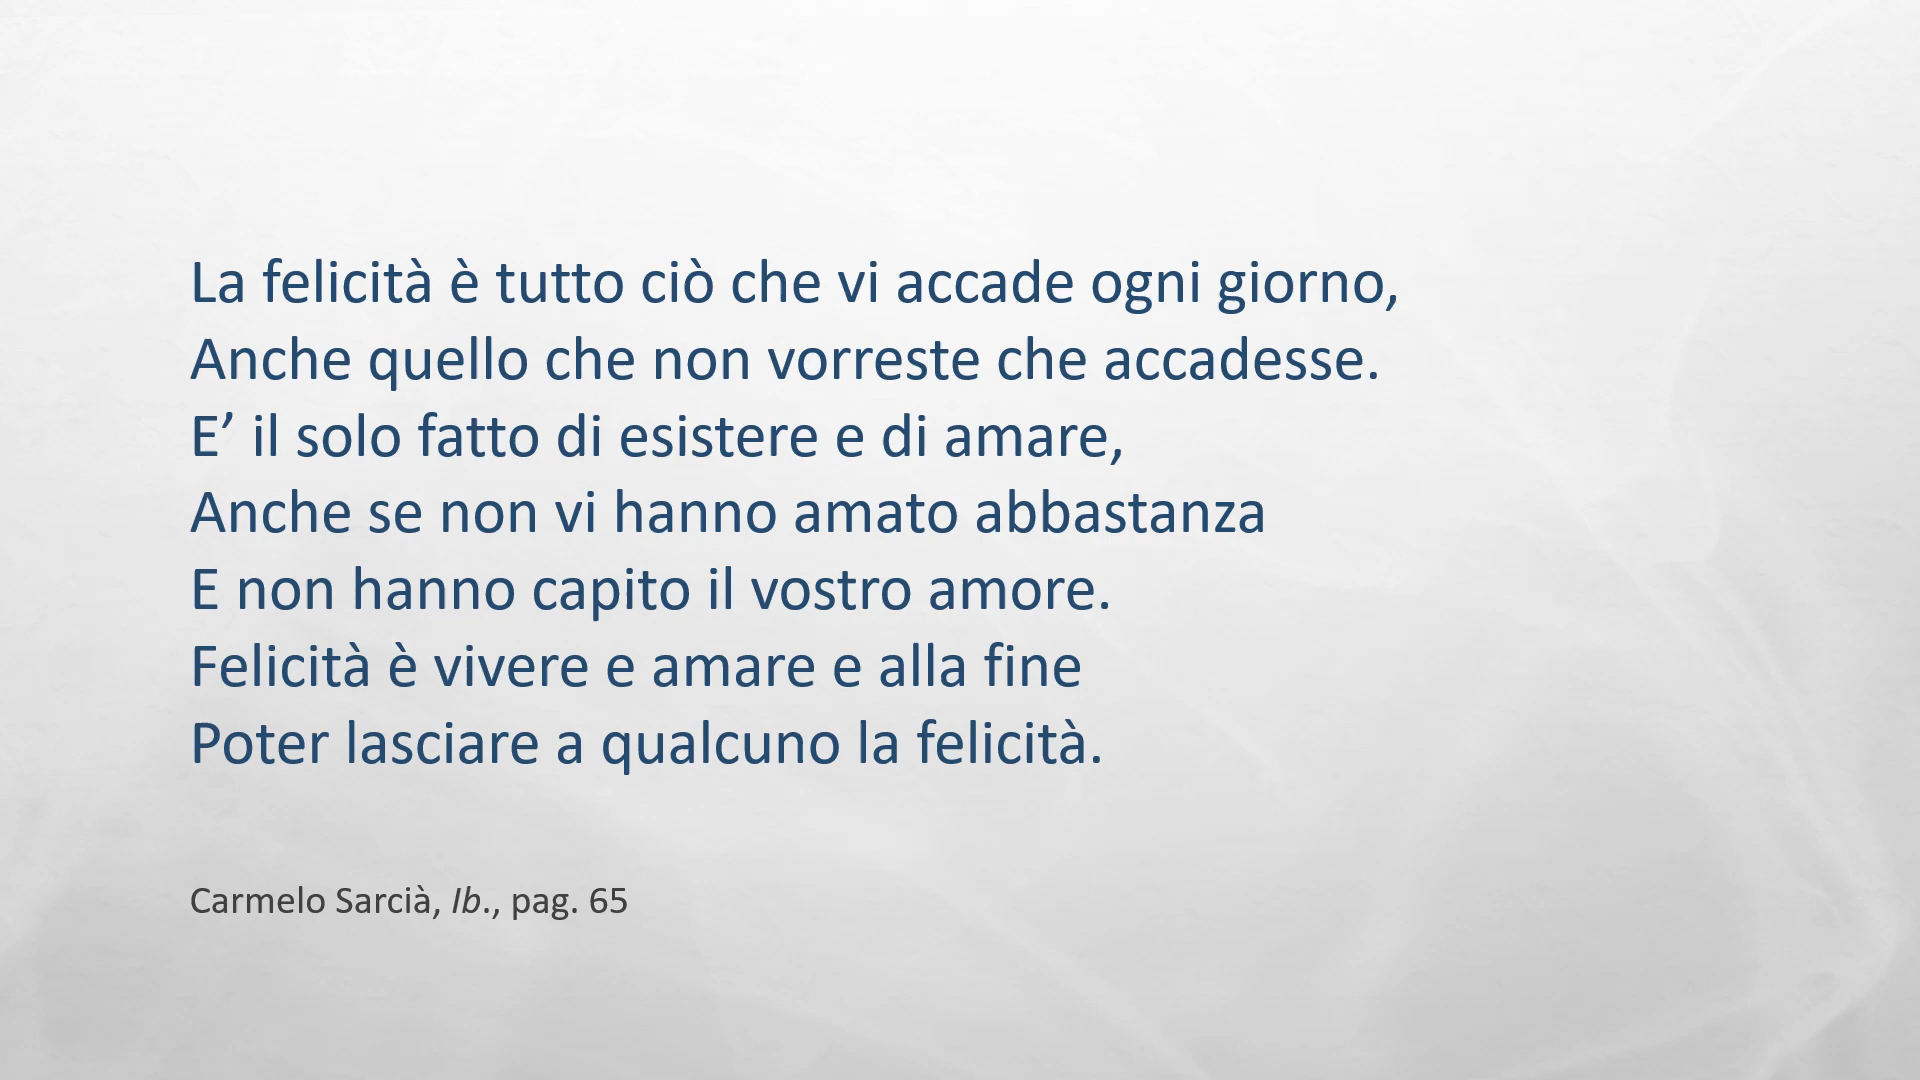 La felicità è tutto ciò che vi accade ogni giorno,
Anche quello che non vorreste che accadesse.
E’ il solo fatto di esistere e di amare,
Anche se non vi hanno amato abbastanza
E non hanno capito il vostro amore.
Felicità è vivere e amare e alla fine
Poter lasciare a qualcuno la felicità.
Carmelo Sarcià, Ib., pag. 65